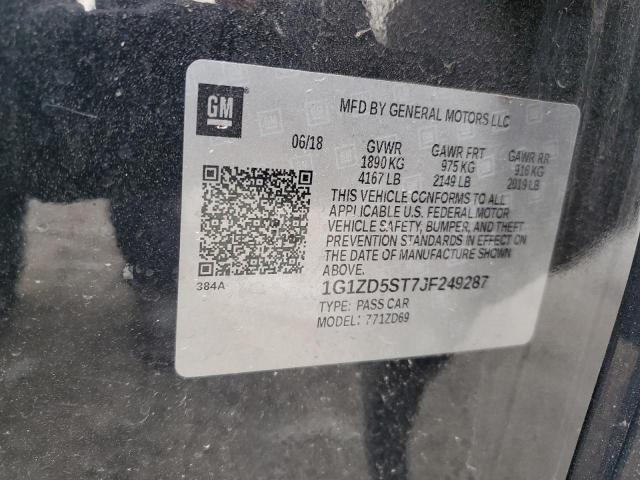 GM
MFD BY GENERAL MOTORS LLC
06/18 GVWR GAWR FRT GAWR RR
1890 KG 975 KG 916 KG
4167 LB 2149 LB 2019 LB
THIS VEHICLE CONFORMS TO ALL
APPLICABLE U.S. FEDERAL MOTOR
VEHICLE SAFETY, BUMPER, AND THEFT
PREVENTION STANDARDS IN EFFECT ON
THE DATE OF MANUFACTURE SHOWN
ABOVE.
384A
1G1ZD5ST7JF249287
TYPE: PASS CAR
MODEL: 771ZD69